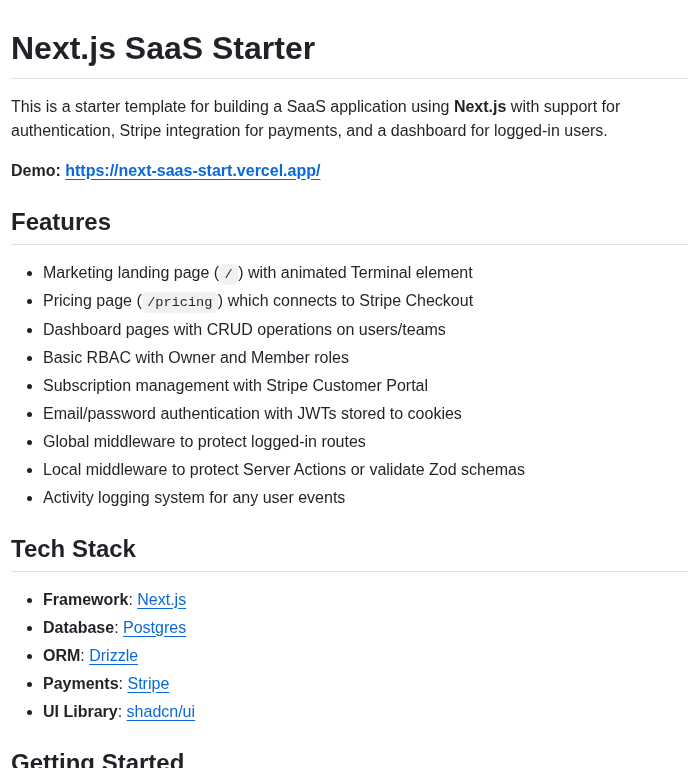 Next.js SaaS Starter
This is a starter template for building a SaaS application using Next.js with support for
authentication, Stripe integration for payments, and a dashboard for logged-in users.
Demo: https://next-saas-start.vercel.app/
Features
Marketing landing page ( / ) with animated Terminal element
Pricing page ( /pricing ) which connects to Stripe Checkout
Dashboard pages with CRUD operations on users/teams
Basic RBAC with Owner and Member roles
Subscription management with Stripe Customer Portal
Email/password authentication with JWTs stored to cookies
Global middleware to protect logged-in routes
Local middleware to protect Server Actions or validate Zod schemas
Activity logging system for any user events
Tech Stack
Framework: Next.js
Database: Postgres
ORM: Drizzle
Payments: Stripe
UI Library: shadcn/ui
Getting Started